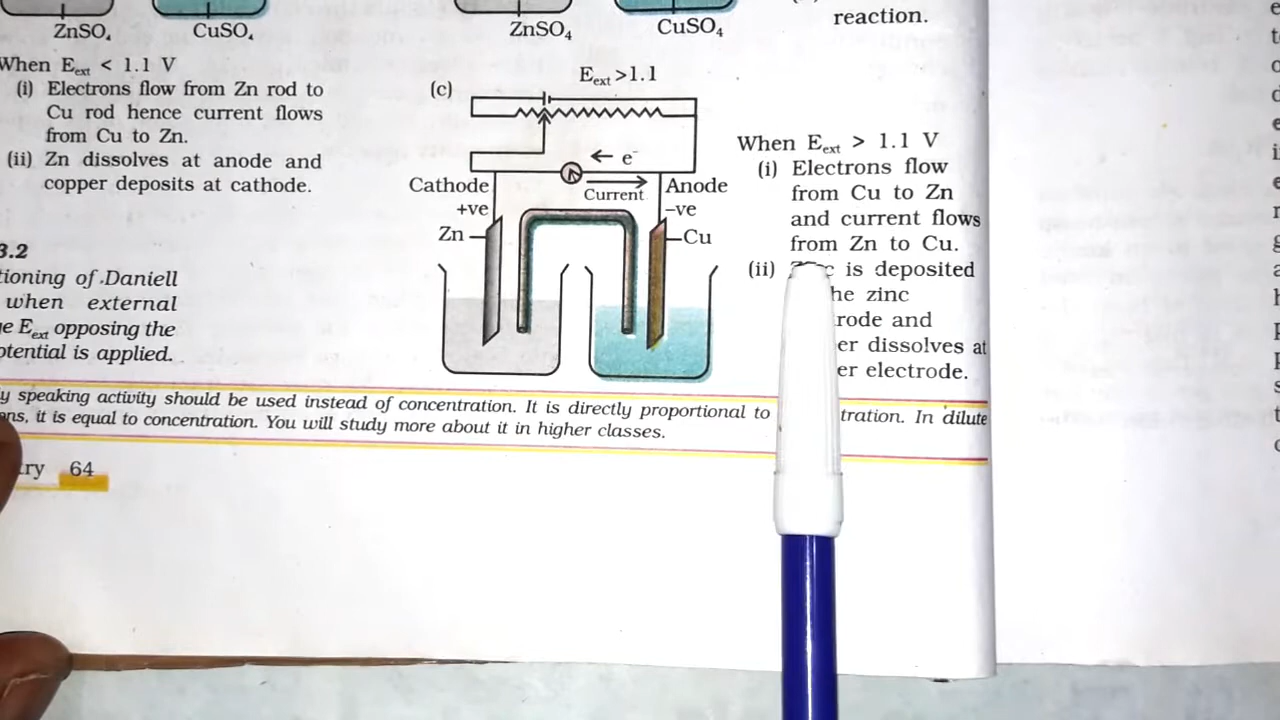 ZnSO₄ CuSO₄ ZnSO₄ CuSO₄
reaction.
When Eext < 1.1 V
(i) Electrons flow from Zn rod to
Cu rod hence current flows
from Cu to Zn.
(ii) Zn dissolves at anode and
copper deposits at cathode.
3.2
tioning of Daniell
when external
ge Eext opposing the
otential is applied.
(c)
Eext >1.1
e⁻
Current
Cathode
+ve
Anode
–ve
Zn
Cu
When Eext > 1.1 V
(i) Electrons flow
from Cu to Zn
and current flows
from Zn to Cu.
(ii) is deposited
he zinc
rode and
er dissolves at
er electrode.
y speaking activity should be used instead of concentration. It is directly proportional to tration. In dilute
ns, it is equal to concentration. You will study more about it in higher classes.
ry 64